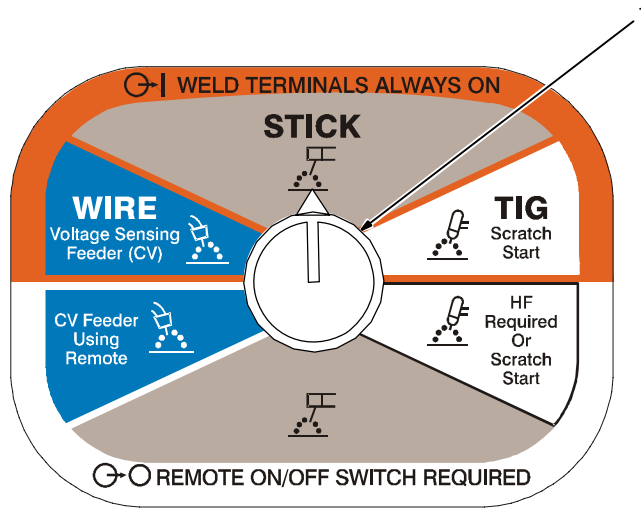 WELD TERMINALS ALWAYS ON
STICK
WIRE
Voltage Sensing
Feeder (CV)
TIG
Scratch
Start
CV Feeder
Using
Remote
HF
Required
Or
Scratch
Start
REMOTE ON/OFF SWITCH REQUIRED